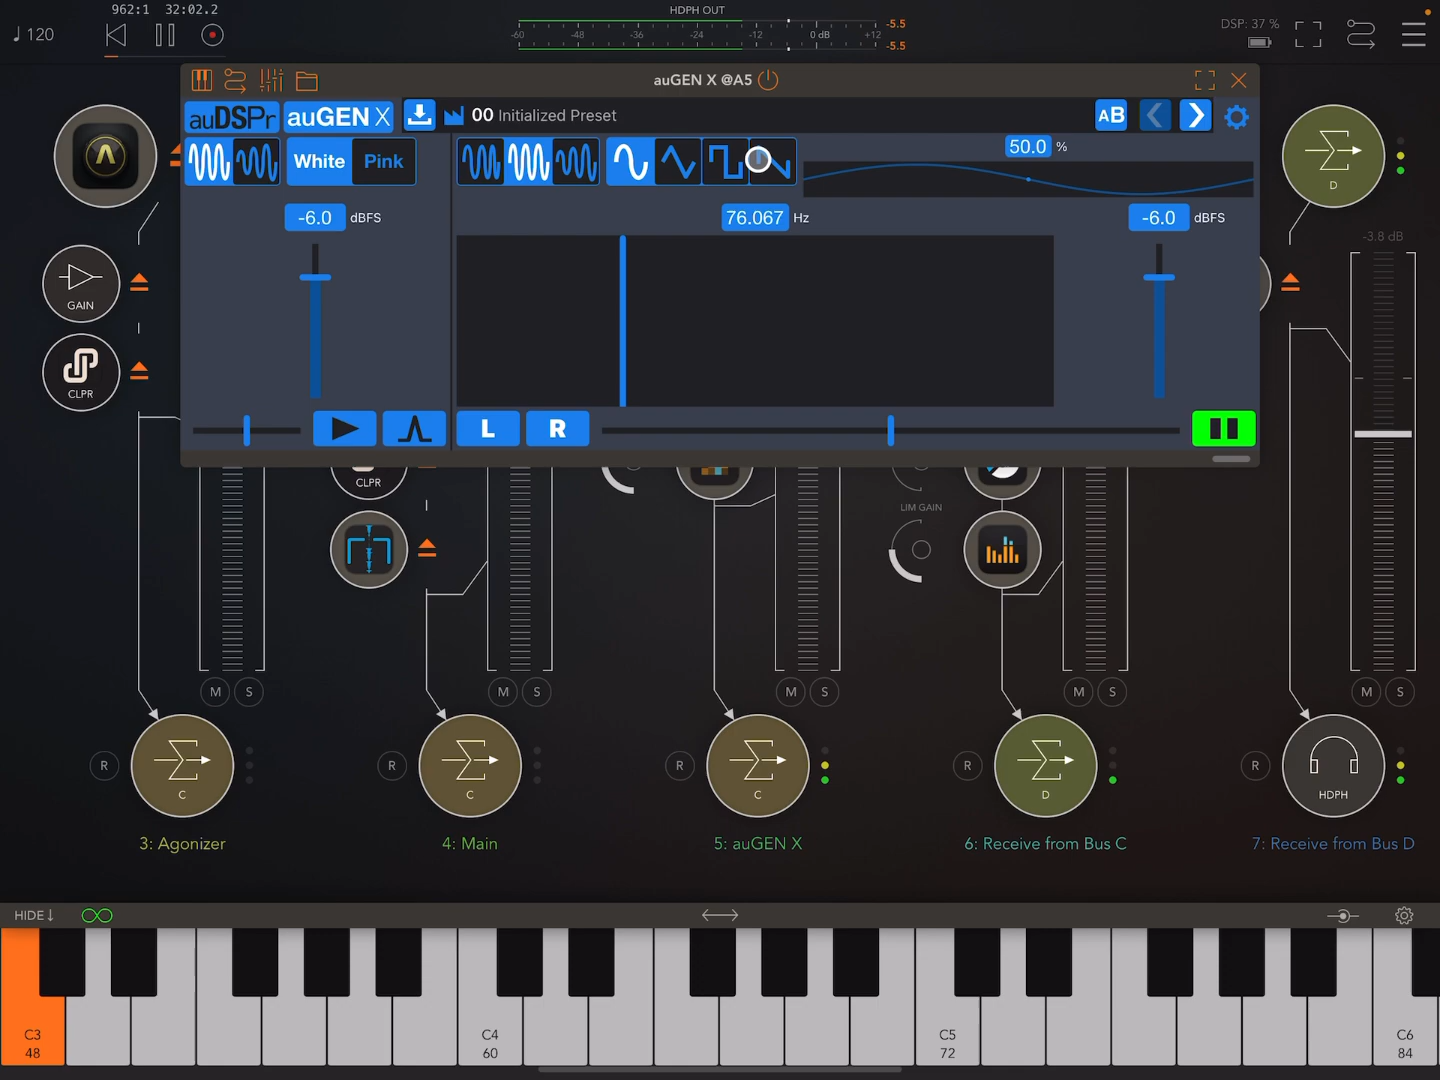 962:1 32:02.2
♩120
HDPH OUT
-60 -48 -36 -24 -12 0 dB +12
-5.5
-5.5
DSP: 37 %
auGEN X @A5
auDSPr auGEN X 00 Initialized Preset AB
White Pink
50.0 %
-6.0 dBFS
76.067 Hz
-6.0 dBFS
L R
D
-3.8 dB
GAIN
CLPR
CLPR
LIM GAIN
M S
M S
M S
M S
M S
R C
R C
R C
R D
R HDPH
3: Agonizer
4: Main
5: auGEN X
6: Receive from Bus C
7: Receive from Bus D
HIDE↓
C3
48
C4
60
C5
72
C6
84